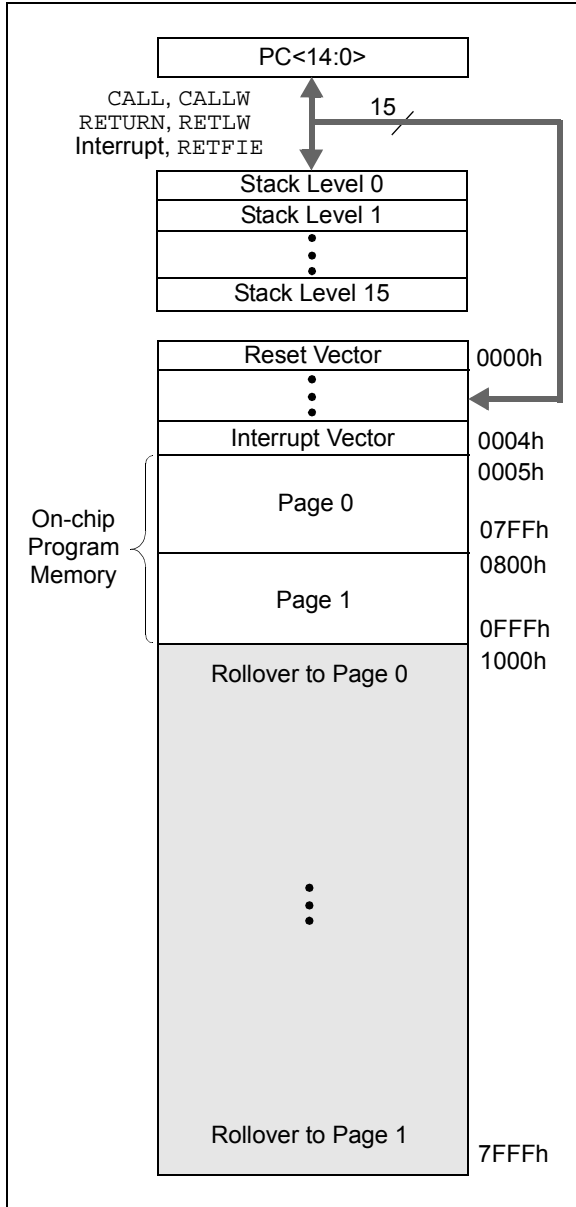 PC<14:0>
CALL, CALLW
RETURN, RETLW
Interrupt, RETFIE
15
Stack Level 0
Stack Level 1
Stack Level 15
Reset Vector
0000h
Interrupt Vector
0004h
0005h
On-chip
Program
Memory
Page 0
07FFh
0800h
Page 1
0FFFh
1000h
Rollover to Page 0
Rollover to Page 1
7FFFh